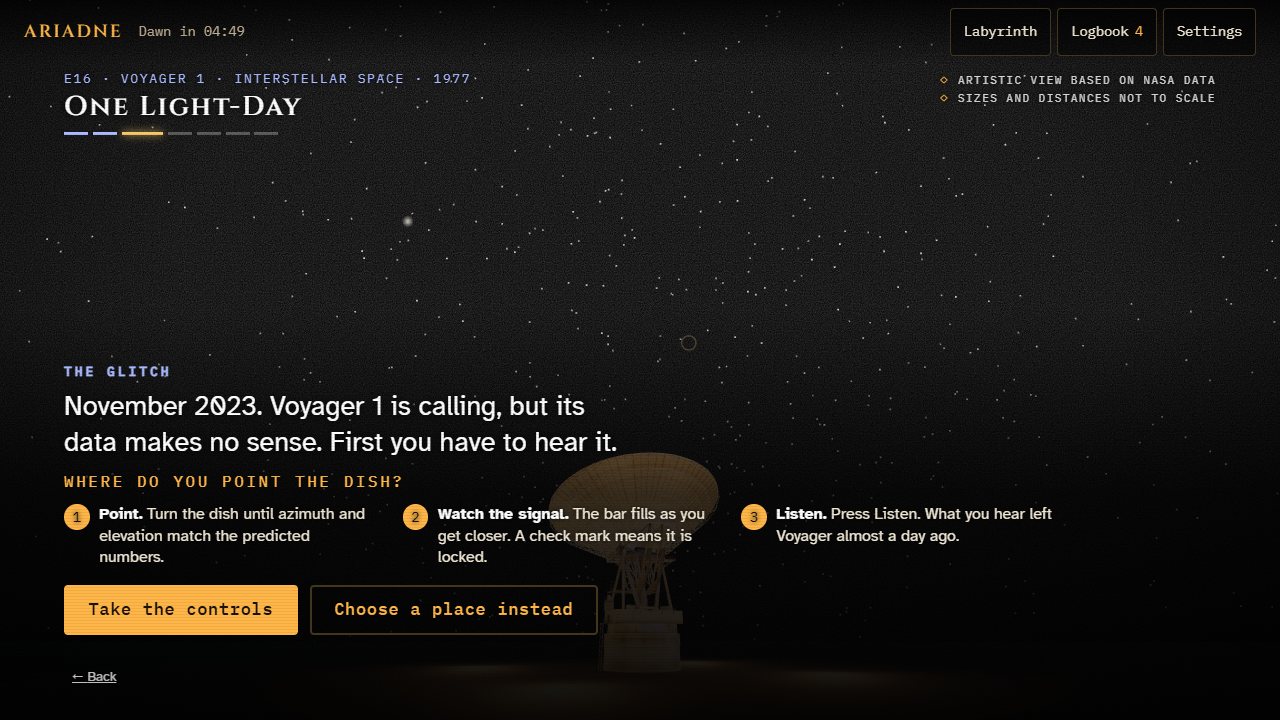 ARIADNE Dawn in 04:49 Labyrinth Logbook 4 Settings
E16 · VOYAGER 1 · INTERSTELLAR SPACE · 1977
One Light-Day
◇ ARTISTIC VIEW BASED ON NASA DATA
◇ SIZES AND DISTANCES NOT TO SCALE
THE GLITCH
November 2023. Voyager 1 is calling, but its
data makes no sense. First you have to hear it.
WHERE DO YOU POINT THE DISH?
1 Point. Turn the dish until azimuth and
elevation match the predicted
numbers.
2 Watch the signal. The bar fills as you
get closer. A check mark means it is
locked.
3 Listen. Press Listen. What you hear left
Voyager almost a day ago.
Take the controls
Choose a place instead
← Back